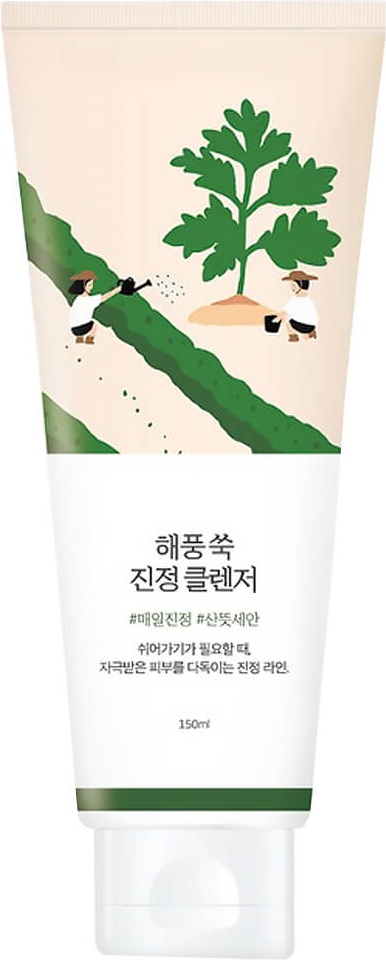 해풍 쑥
진정 클렌저
#매일진정 #산뜻세안
쉬어가기가 필요할 때,
자극받은 피부를 다독이는 진정 라인.
150ml